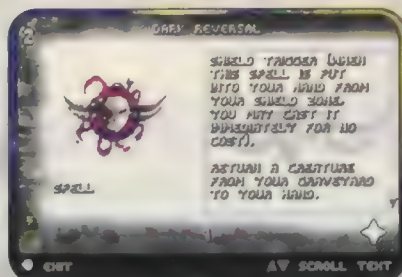 DARK REVERSAL
SHIELD TRIGGER (WHEN
THIS SPELL IS PUT
INTO YOUR HAND FROM
YOUR SHIELD ZONE,
YOU MAY CAST IT
IMMEDIATELY FOR NO
COST).
RETURN A CREATURE
FROM YOUR GRAVEYARD
TO YOUR HAND.
SPELL
EXIT
SCROLL TEXT